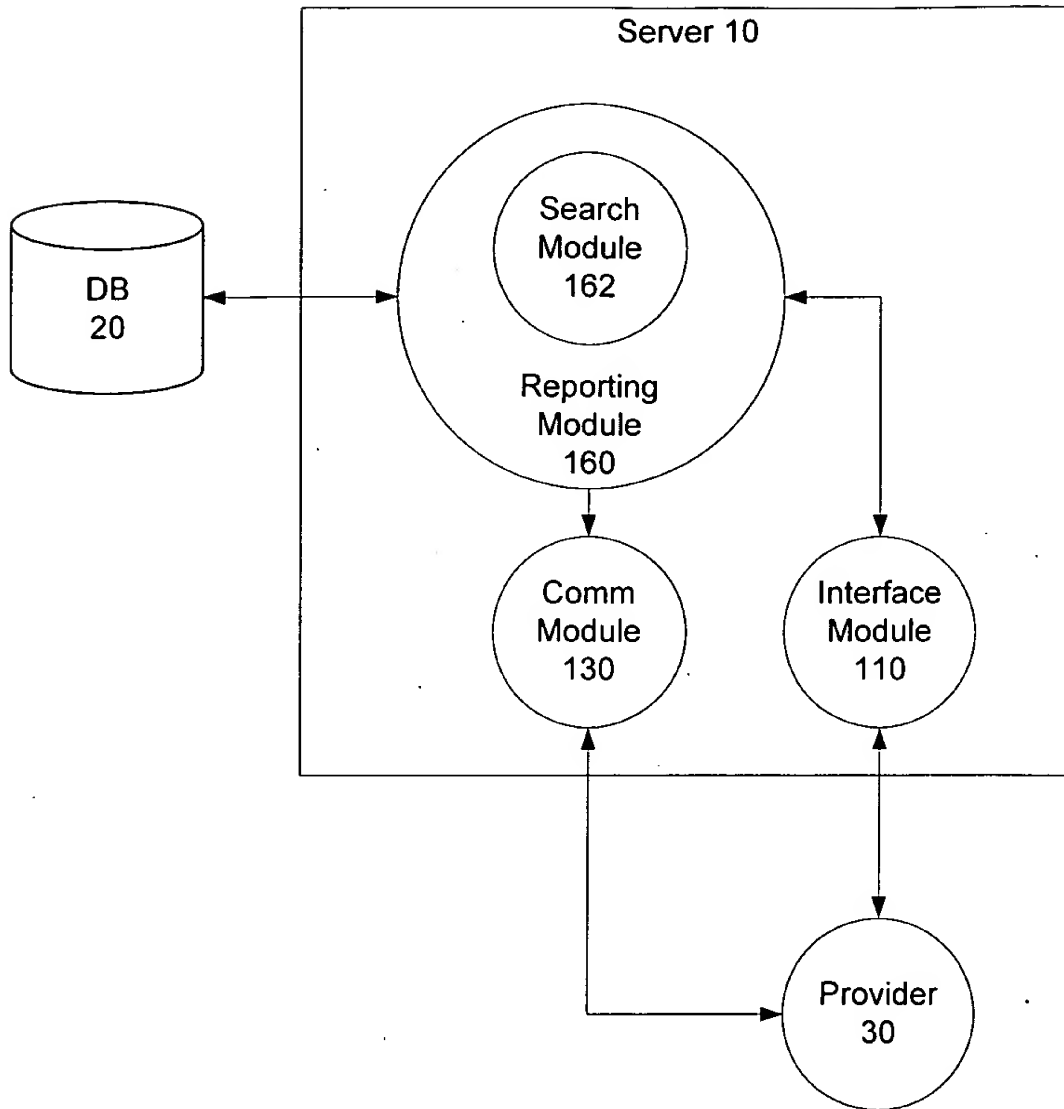 Server 10
Search
Module
162
DB
20
Reporting
Module
160
Comm
Module
130
Interface
Module
110
Provider
30